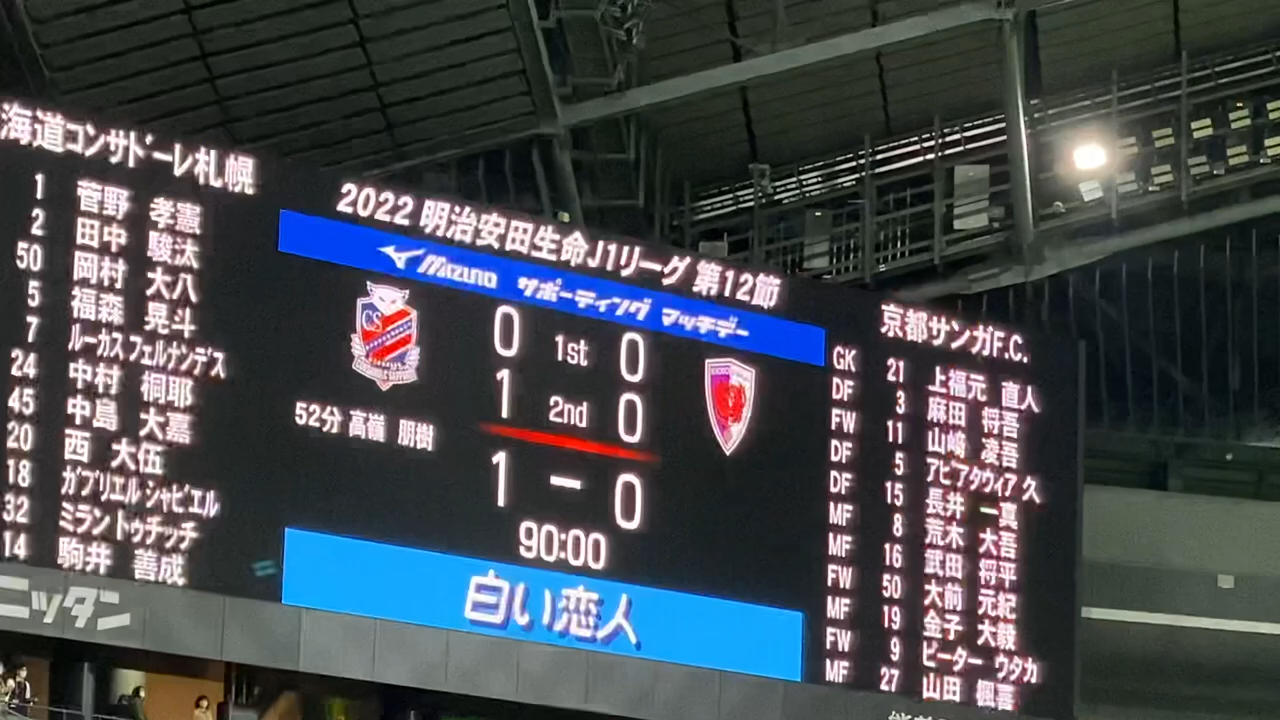 海道コンサドーレ札幌
1 菅野 孝憲
2 田中 駿汰
50 岡村 大八
5 福森 晃斗
7 ルーカス フェルナンデス
24 中村 桐耶
45 中島 大嘉
20 西 大伍
18 ガブリエル シャビエル
32 ミラン トゥチッチ
14 駒井 善成
ニッタン
2022 明治安田生命J1リーグ 第12節
Mizuno サポーティング マッチデー
0 1st 0
1 2nd 0
52分 高嶺 朋樹
1 - 0
90:00
白い恋人
京都サンガF.C.
GK 21 上福元 直人
DF 3 麻田 将吾
FW 11 山﨑 凌吾
DF 5 アピアタウィア 久
DF 15 長井 一真
MF 8 荒木 大吾
MF 16 武田 将平
FW 50 大前 元紀
MF 19 金子 大毅
FW 9 ピーター ウタカ
MF 27 山田 楓喜